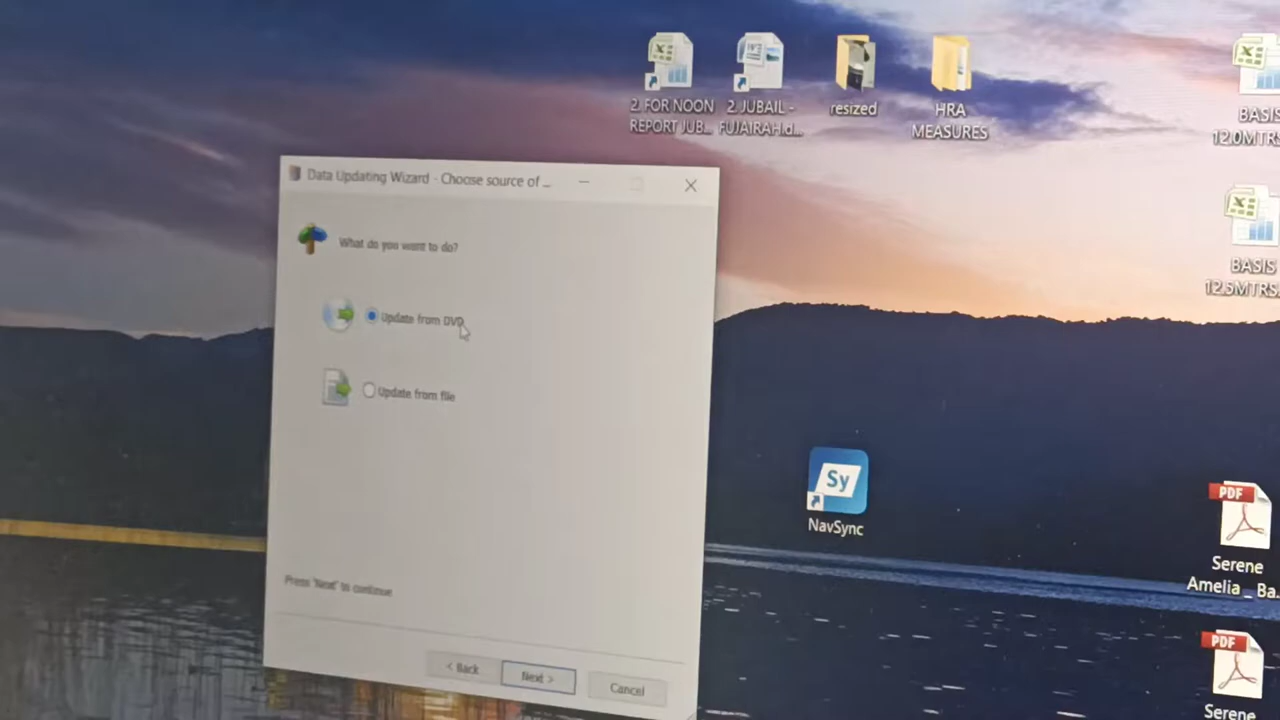 2. FOR NOON
REPORT JUB...
2. JUBAIL -
FUJAIRAH.d...
resized
HRA
MEASURES
BASIS
12.0MTRS.
Data Updating Wizard - Choose source of ...
What do you want to do?
BASIS
12.5MTRS.
Update from DVD
Update from file
Sy
NavSync
PDF
Serene
Amelia _ Ba...
Press 'Next' to continue
PDF
< Back
Next >
Cancel
Serene